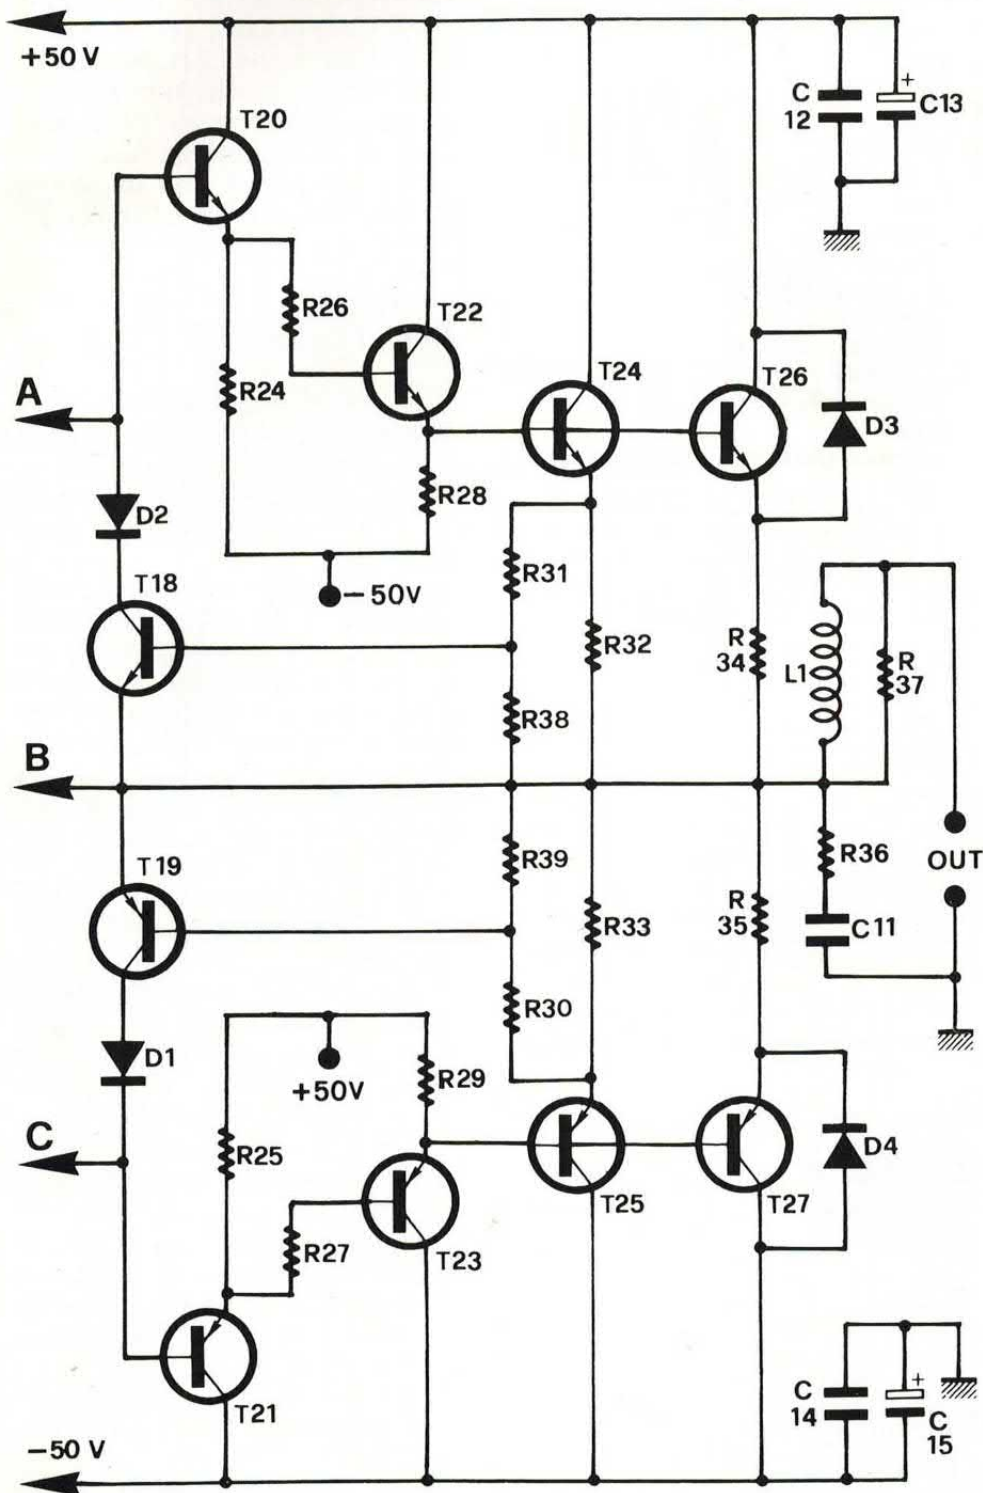 +50 V
T20
C
12
+
C13
R26
T22
A
R24
T24
T26
D3
D2
R28
T18
−50V
R31
R32
R
34
L1
R
37
R38
B
T19
R39
R36
OUT
R33
R
35
C11
R30
D1
+50V
R29
C
R25
D4
T25
T27
R27
T23
T21
C
14
+
C
15
−50 V